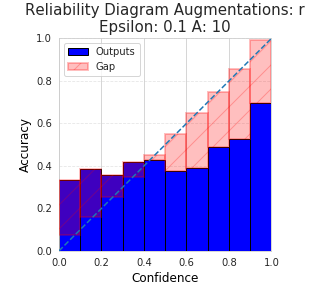 Reliability Diagram Augmentations: r
Epsilon: 0.1 A: 10
1.0
0.8
0.6
0.4
0.2
0.0
Accuracy
Outputs
Gap
0.0 0.2 0.4 0.6 0.8 1.0
Confidence